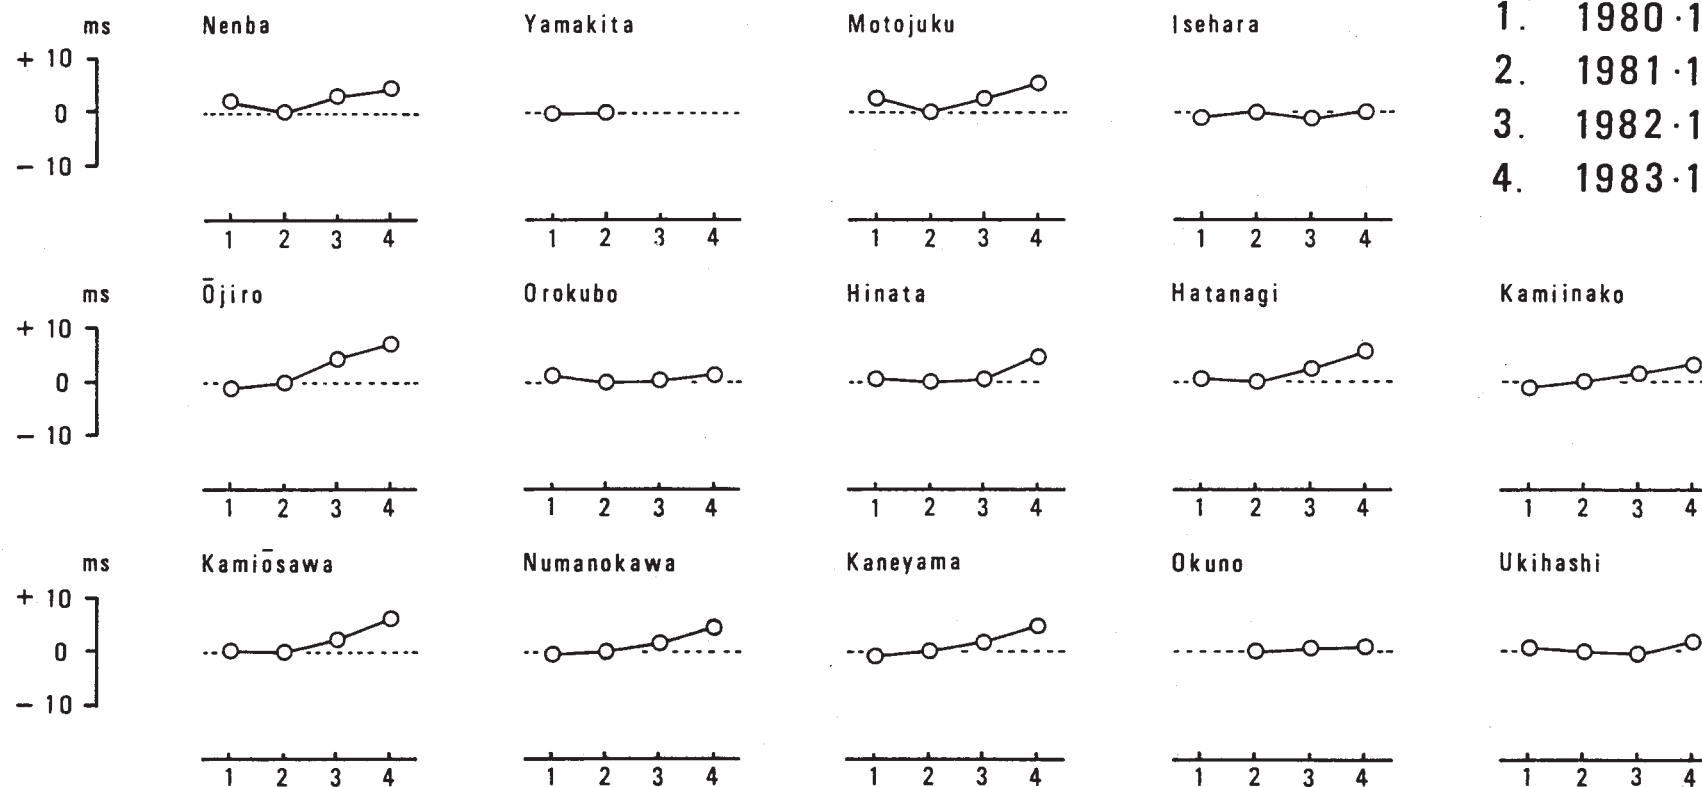 ms Nenba Yamakita Motojuku Isehara
1. 1980·1
2. 1981·1
3. 1982·1
4. 1983·1
+ 10
0
− 10
1 2 3 4 1 2 3 4 1 2 3 4 1 2 3 4
ms Ōjiro Orokubo Hinata Hatanagi Kamiinako
+ 10
0
− 10
1 2 3 4 1 2 3 4 1 2 3 4 1 2 3 4 1 2 3 4
ms Kamiōsawa Numanokawa Kaneyama Okuno Ukihashi
+ 10
0
− 10
1 2 3 4 1 2 3 4 1 2 3 4 1 2 3 4 1 2 3 4